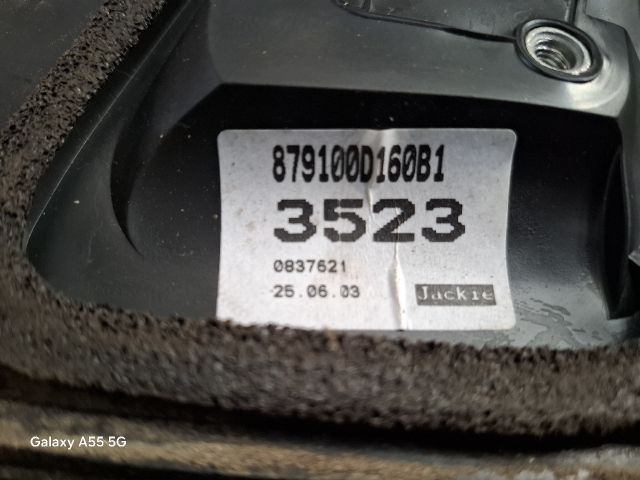 879100D160B1
3523
0837621
25.06.03 Jackie
Galaxy A55 5G